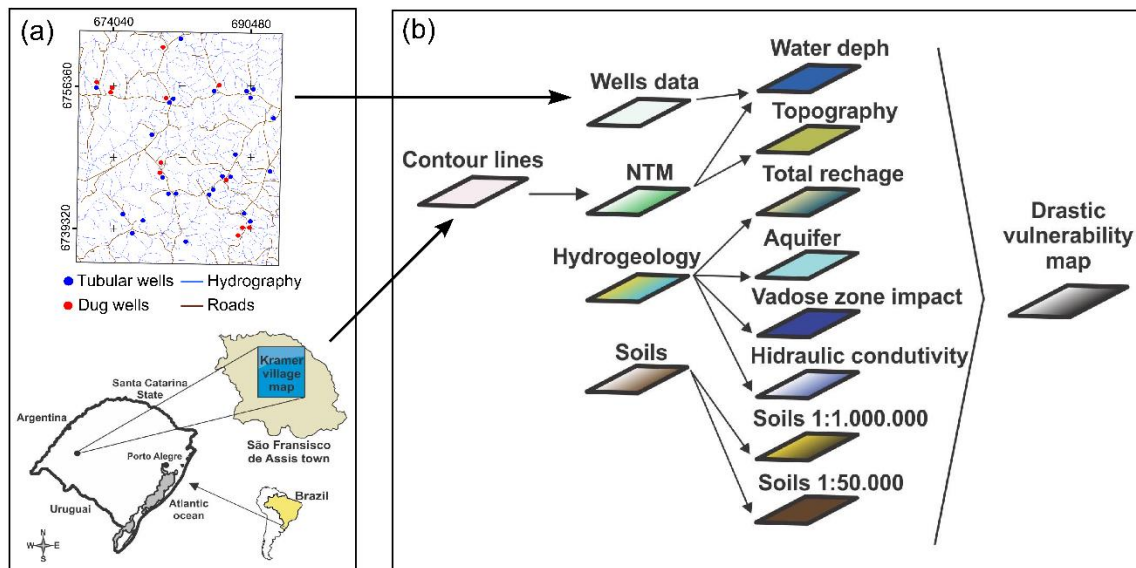 (a)
674040 690480
6756360
6739320
Tubular wells Hydrography
Dug wells Roads
Kramer
village
map
Santa Catarina
State
Argentina
São Fransisco
de Assis town
Porto Alegre
Uruguai
Atlantic
ocean
Brazil
N
W E
S
(b)
Water deph
Wells data
Topography
Contour lines
NTM
Total rechage
Drastic
vulnerability
map
Aquifer
Hydrogeology
Vadose zone impact
Soils
Hidraulic condutivity
Soils 1:1.000.000
Soils 1:50.000